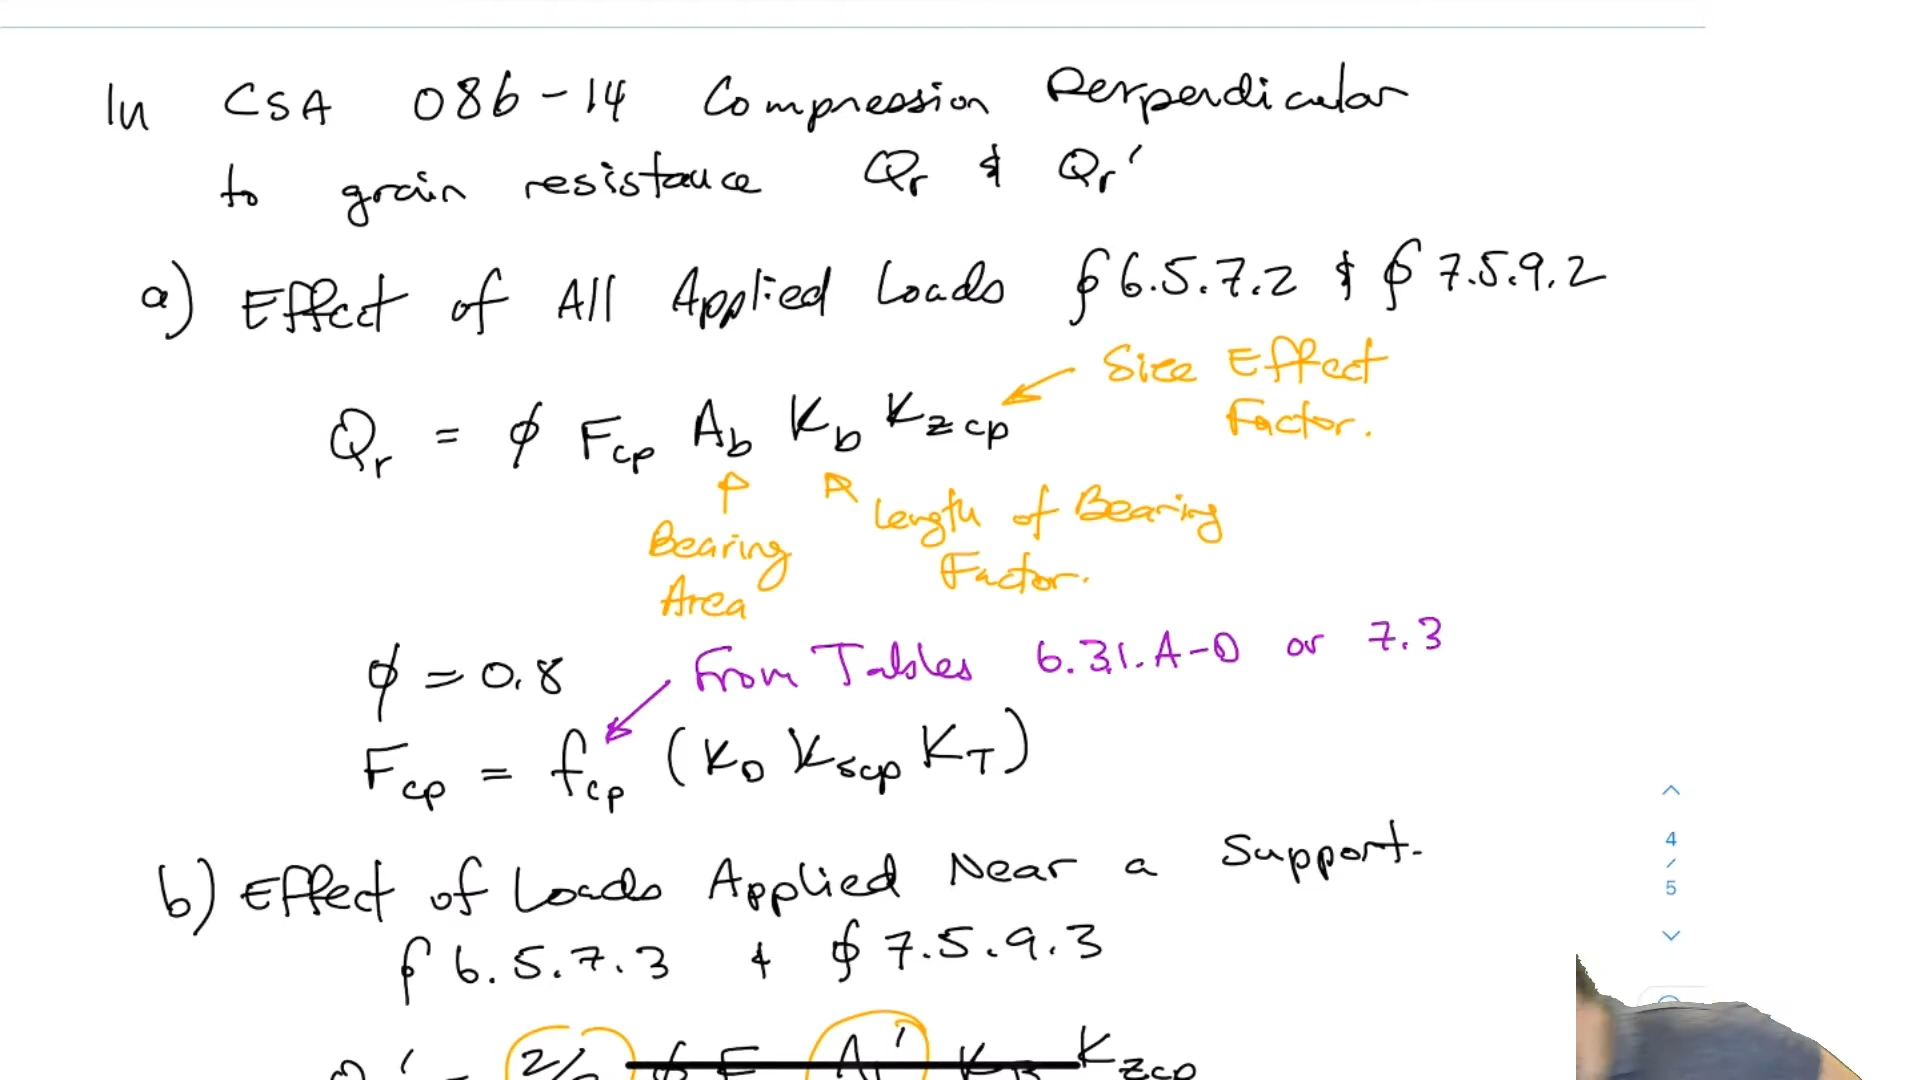 In CSA 086-14 Compression Perpendicular
to grain resistance Qr & Qr'
a) Effect of All Applied Loads § 6.5.7.2 & § 7.5.9.2
Size Effect
Factor.
Qr = φ Fcp Ab Kb Kzcp
Length of Bearing
Factor.
Bearing
Area
φ = 0.8
From Tables 6.3.1.A-D or 7.3
Fcp = fcp (KD Kscp KT)
b) Effect of Loads Applied Near a Support.
§ 6.5.7.3 & § 7.5.9.3
Kzcp
4
/
5